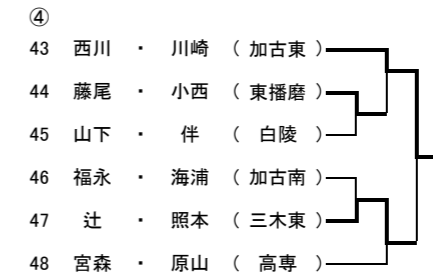 ④
43 西川 ・ 川崎 ( 加古東 )
44 藤尾 ・ 小西 ( 東播磨 )
45 山下 ・ 伴 ( 白陵 )
46 福永 ・ 海浦 ( 加古南 )
47 辻 ・ 照本 ( 三木東 )
48 宮森 ・ 原山 ( 高専 )